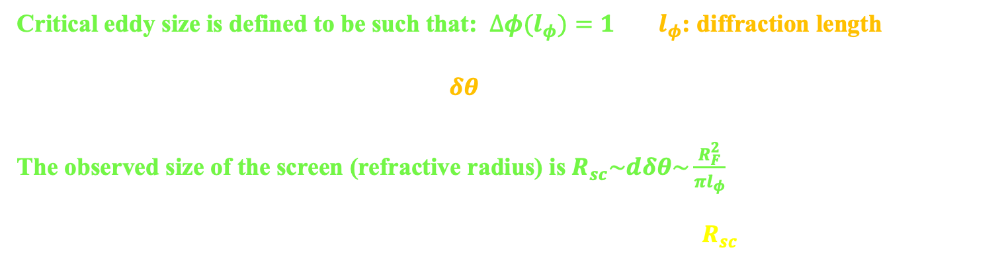 Critical eddy size is defined to be such that: Δϕ(l_ϕ) = 1 l_ϕ: diffraction length
δθ
The observed size of the screen (refractive radius) is R_sc~dδθ~R_F^2/πl_ϕ
R_sc